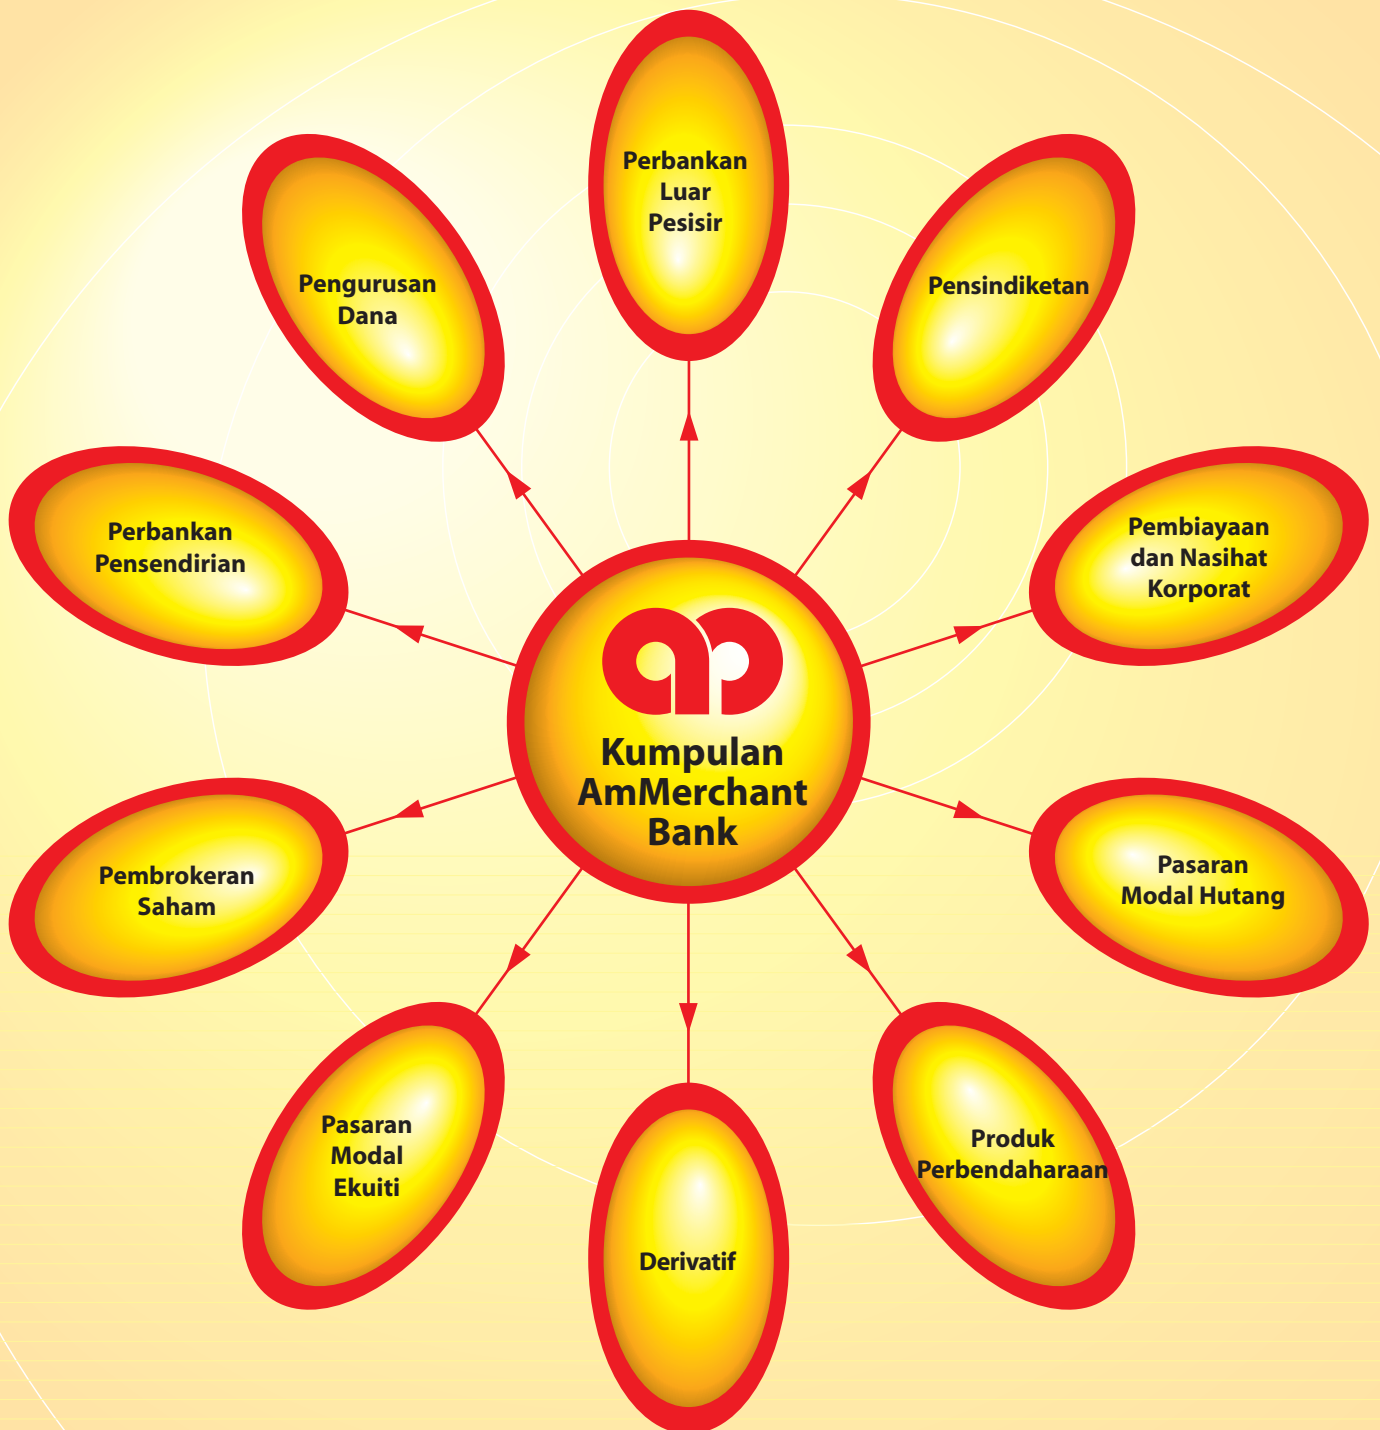 Perbankan
Luar
Pesisir
Pensindiketan
Pembiayaan
dan Nasihat
Korporat
Pasaran
Modal Hutang
Produk
Perbendaharaan
Derivatif
Pasaran
Modal
Ekuiti
Pembrokeran
Saham
Perbankan
Pensendirian
Pengurusan
Dana
Kumpulan
AmMerchant
Bank